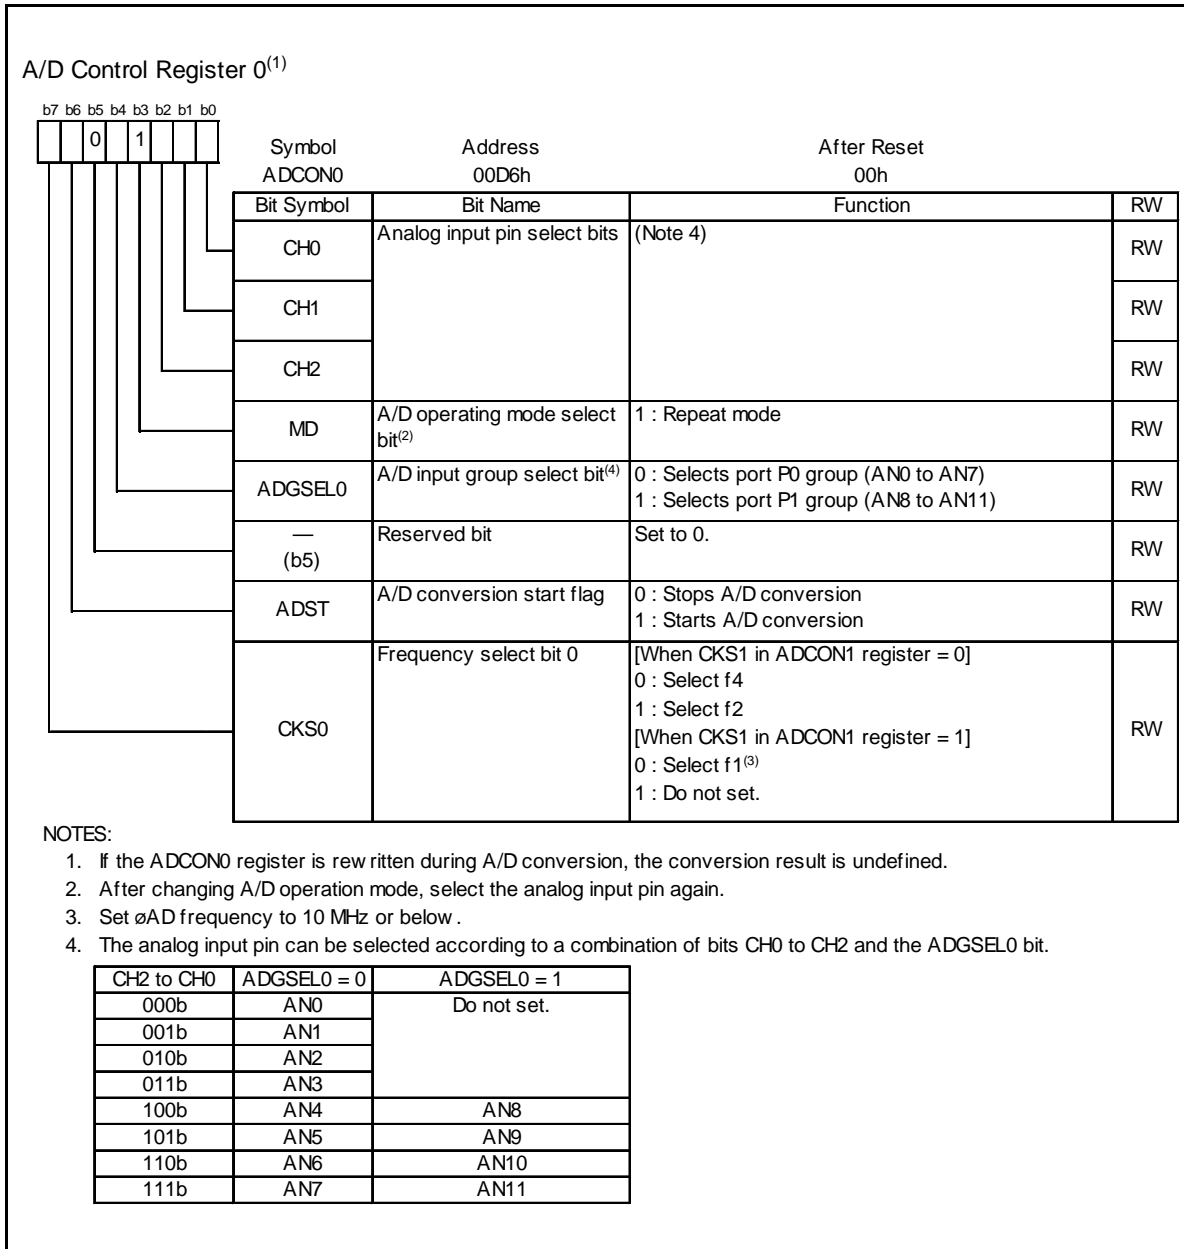 A/D Control Register 0(1)
b7 b6 b5 b4 b3 b2 b1 b0
0 1
Symbol Address After Reset
ADCON0 00D6h 00h
Bit Symbol Bit Name Function RW
CH0 Analog input pin select bits (Note 4) RW
CH1 RW
CH2 RW
MD A/D operating mode select bit(2) 1 : Repeat mode RW
ADGSEL0 A/D input group select bit(4) 0 : Selects port P0 group (AN0 to AN7)
1 : Selects port P1 group (AN8 to AN11) RW
— (b5) Reserved bit Set to 0. RW
ADST A/D conversion start flag 0 : Stops A/D conversion
1 : Starts A/D conversion RW
CKS0 Frequency select bit 0 [When CKS1 in ADCON1 register = 0]
0 : Select f4
1 : Select f2
[When CKS1 in ADCON1 register = 1] RW
0 : Select f1(3)
1 : Do not set.
NOTES:
1. If the ADCON0 register is rewritten during A/D conversion, the conversion result is undefined.
2. After changing A/D operation mode, select the analog input pin again.
3. Set øAD frequency to 10 MHz or below.
4. The analog input pin can be selected according to a combination of bits CH0 to CH2 and the ADGSEL0 bit.
CH2 to CH0 ADGSEL0 = 0 ADGSEL0 = 1
000b AN0 Do not set.
001b AN1
010b AN2
011b AN3
100b AN4 AN8
101b AN5 AN9
110b AN6 AN10
111b AN7 AN11